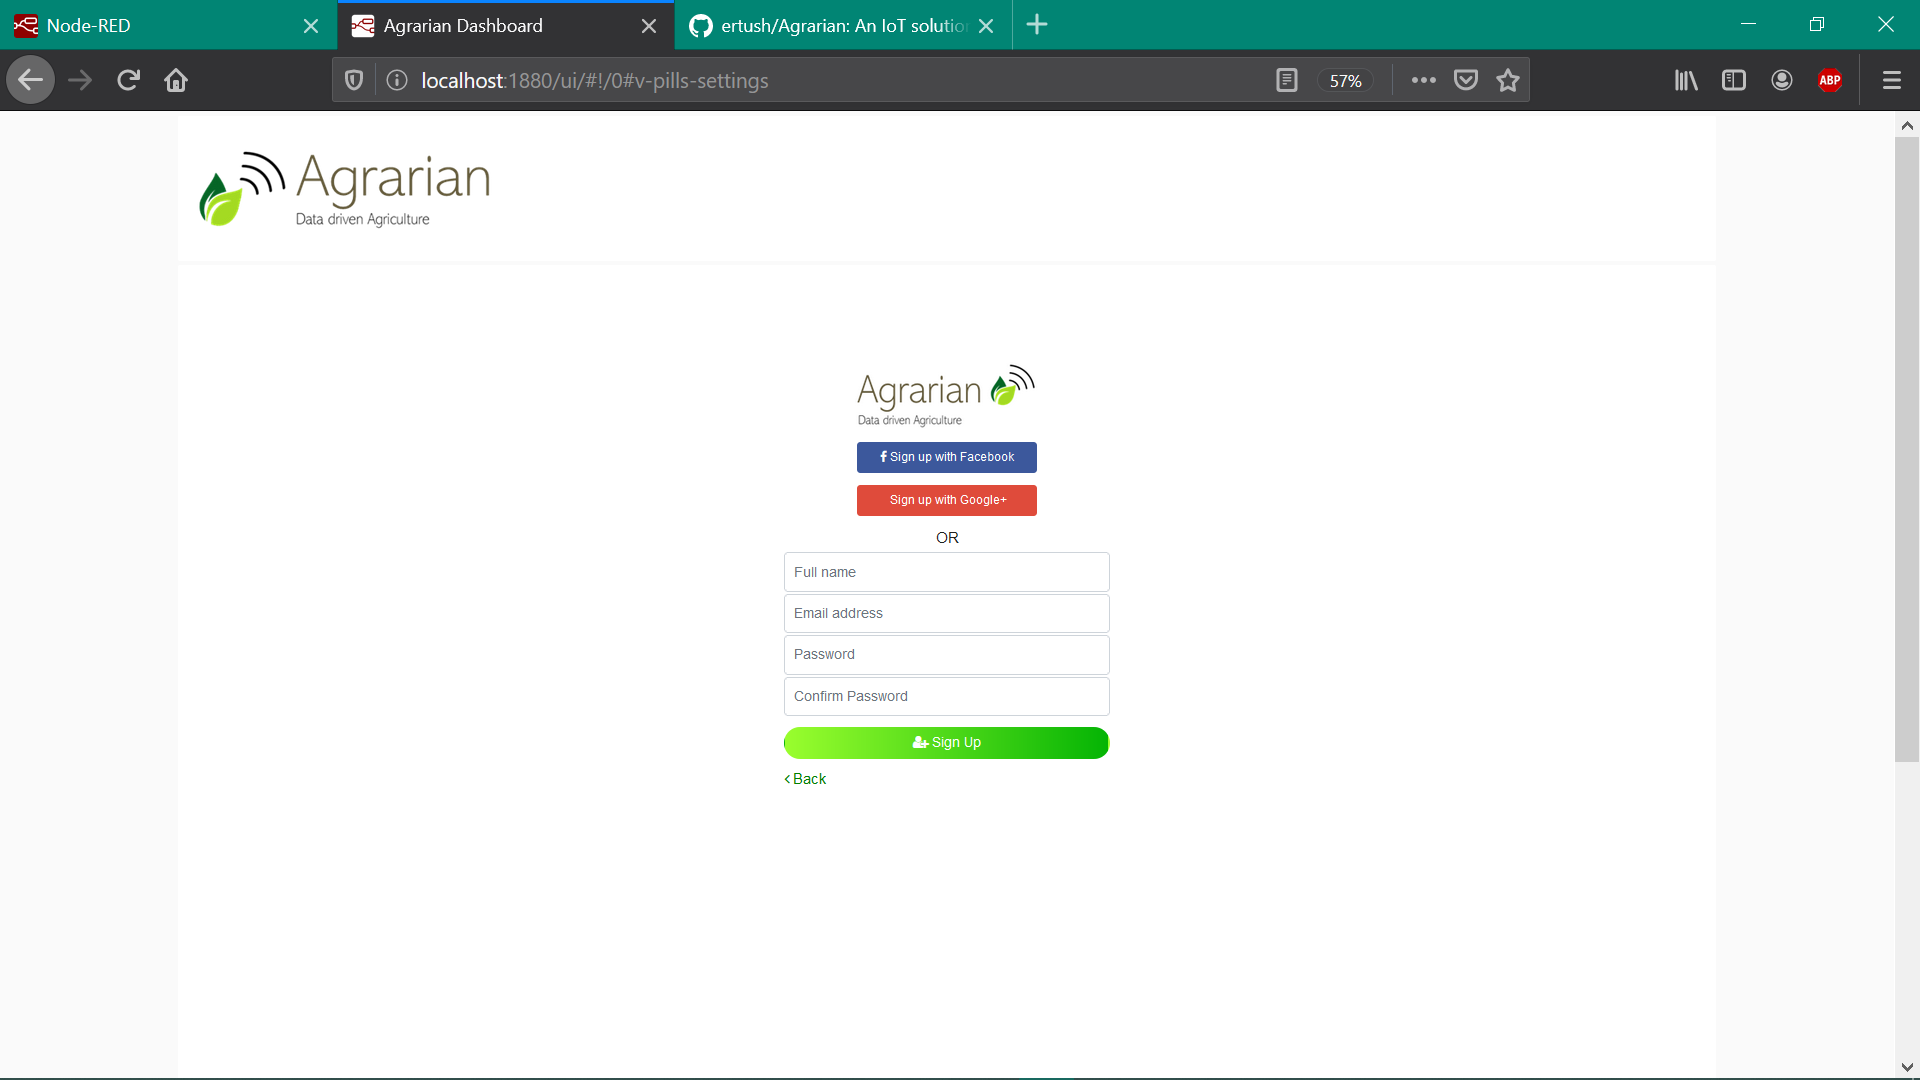 Node-RED
Agrarian Dashboard
ertush/Agrarian: An IoT solutio
localhost:1880/ui/#!/0#v-pills-settings
57%
ABP
Agrarian
Data driven Agriculture
Agrarian
Data driven Agriculture
Sign up with Facebook
Sign up with Google+
OR
Full name
Email address
Password
Confirm Password
Sign Up
Back